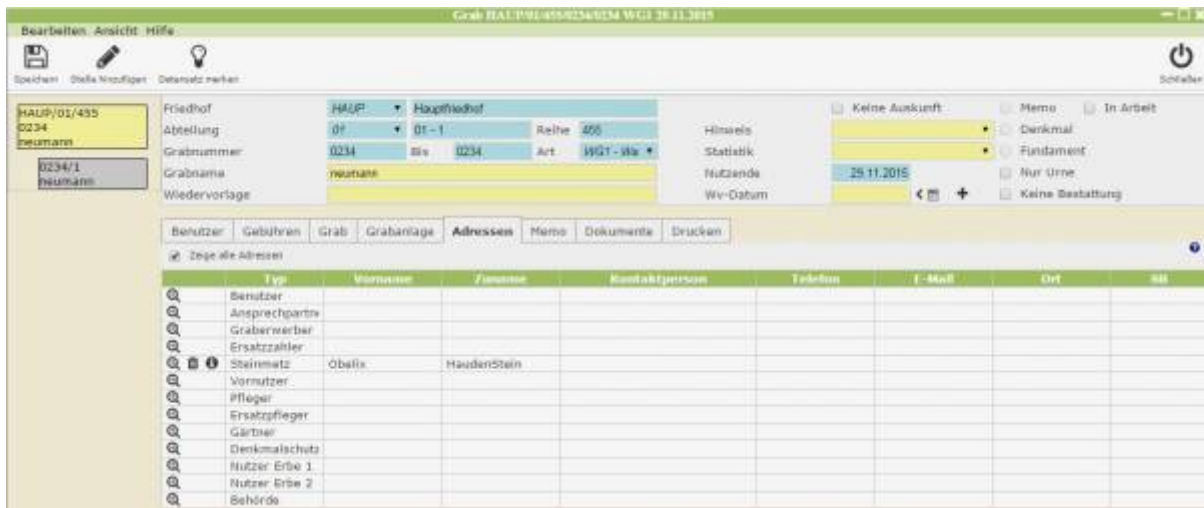 Grab HAUP/01/455/0234/0234 WG1 29.11.2015
Bearbeiten Ansicht Hilfe
Speichern Stelle hinzufügen Datensatz merken Schließen
HAUP/01/455
0234
neumann
0234/1
neumann
Friedhof HAUP Hauptfriedhof Keine Auskunft Memo In Arbeit
Abteilung 01 01 - 1 Reihe 455 Hinweis Denkmal
Grabnummer 0234 Bis 0234 Art WG1 - Wa Statistik Fundament
Grabname neumann Nutzende 29.11.2015 Nur Urne
Wiedervorlage Wv-Datum Keine Bestattung
Benutzer Gebühren Grab Grabanlage Adressen Memo Dokumente Drucken
Zeige alle Adressen
Typ Vorname Zuname Kontaktperson Telefon E-Mail Ort
Benutzer
Ansprechpartne
Graberwerber
Ersatzzahler
Steinmetz Obelix HaudenStein
Vornutzer
Pfleger
Ersatzpfleger
Gärtner
Denkmalschutz
Nutzer Erbe 1
Nutzer Erbe 2
Behörde